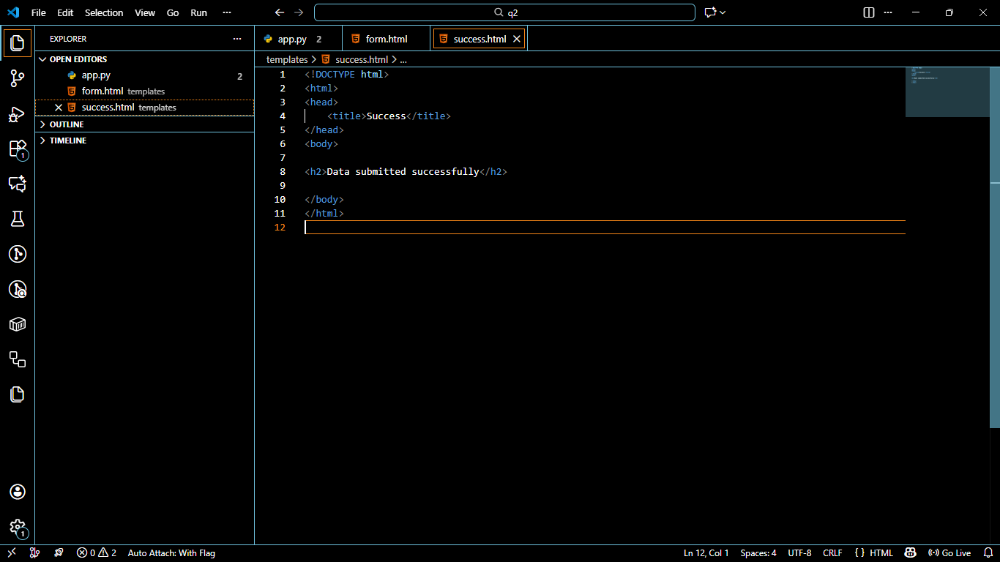 File Edit Selection View Go Run ···
q2
EXPLORER ···
OPEN EDITORS
app.py 2
form.html templates
success.html templates
OUTLINE
TIMELINE
1
1
app.py 2 form.html success.html
templates > success.html > ...
1 <!DOCTYPE html>
2 <html>
3 <head>
4 <title>Success</title>
5 </head>
6 <body>
7
8 <h2>Data submitted successfully</h2>
9
10 </body>
11 </html>
12
0 2 Auto Attach: With Flag Ln 12, Col 1 Spaces: 4 UTF-8 CRLF { } HTML Go Live